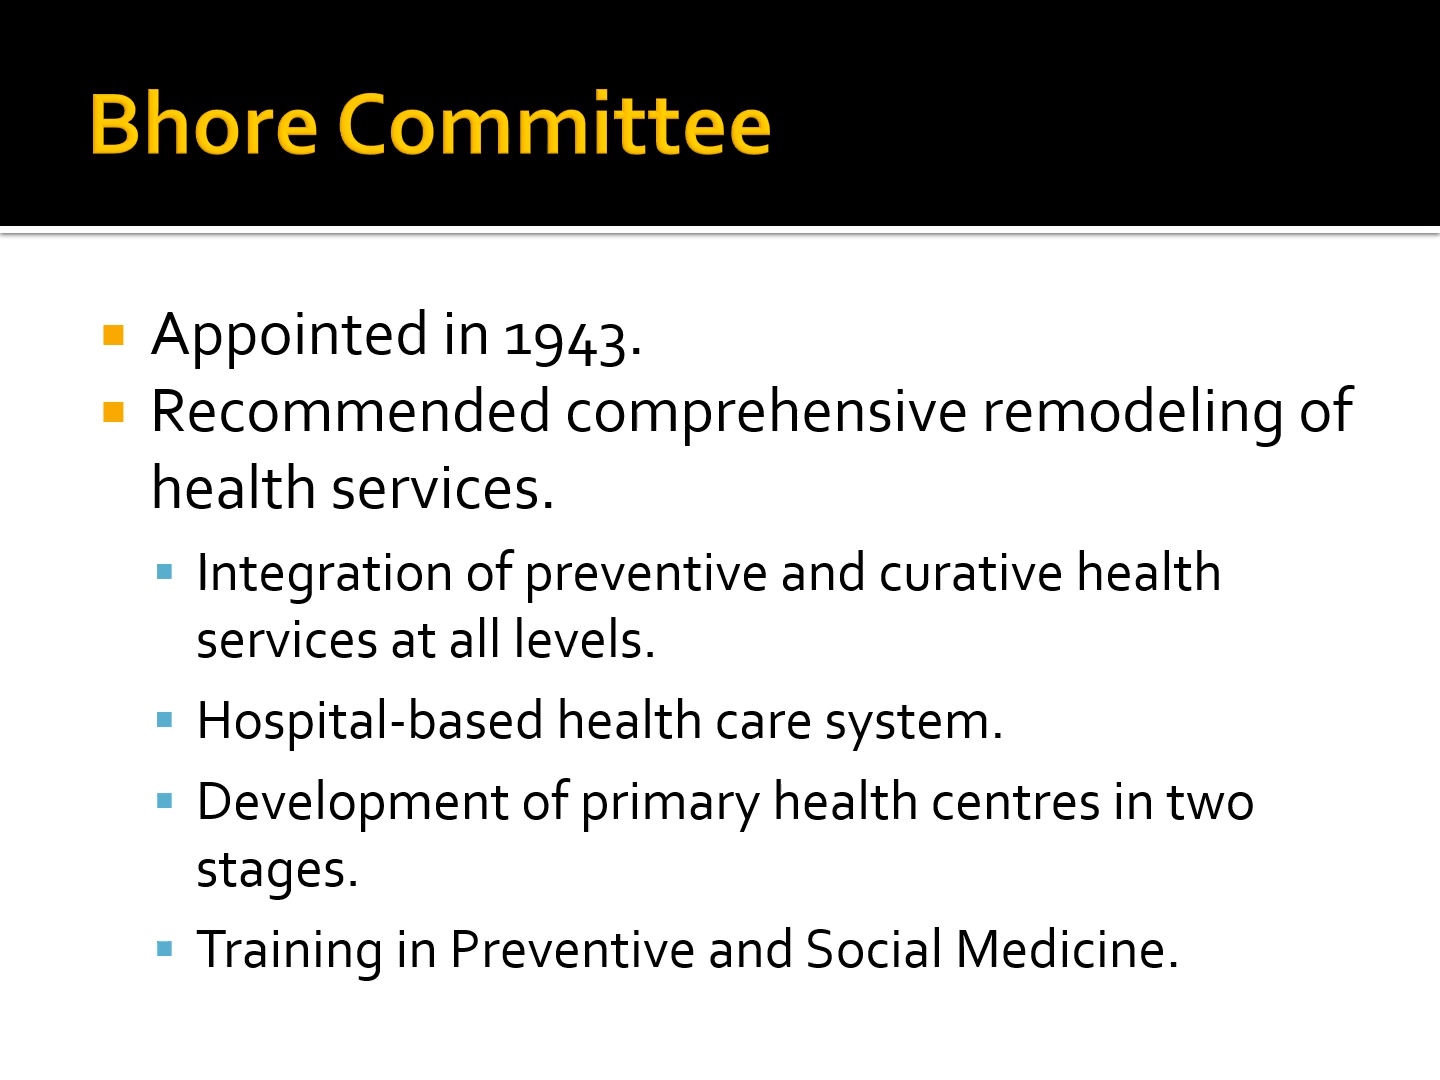 Bhore Committee
Appointed in 1943.
Recommended comprehensive remodeling of
health services.
Integration of preventive and curative health
services at all levels.
Hospital-based health care system.
Development of primary health centres in two
stages.
Training in Preventive and Social Medicine.